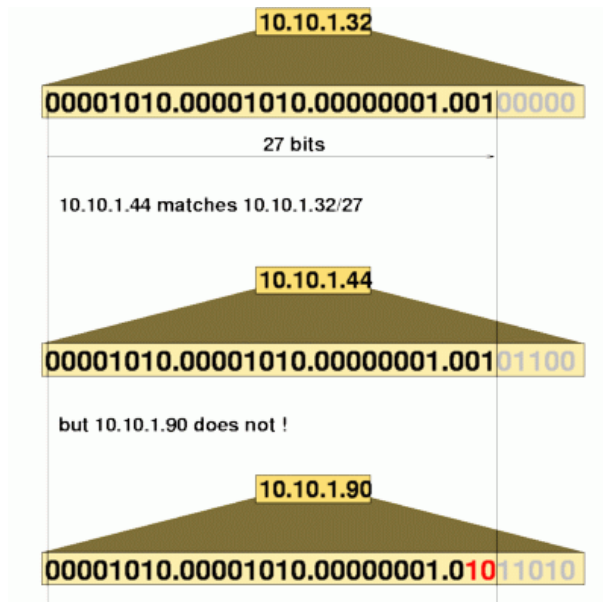 10.10.1.32
00001010.00001010.00000001.00100000
27 bits
10.10.1.44 matches 10.10.1.32/27
10.10.1.44
00001010.00001010.00000001.00101100
but 10.10.1.90 does not !
10.10.1.90
00001010.00001010.00000001.01011010